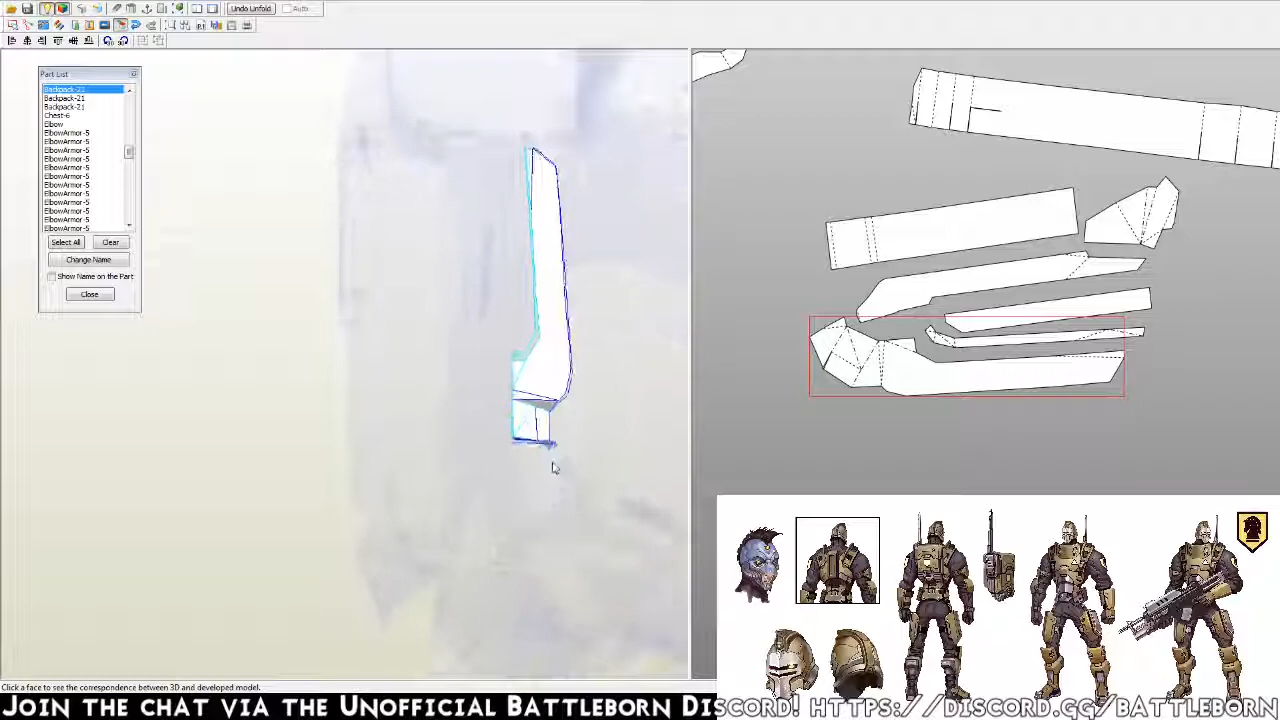 Undo Unfold
Auto
Part List
Backpack-21
Backpack-21
Chest-6
Elbow
ElbowArmor-5
ElbowArmor-5
ElbowArmor-5
ElbowArmor-5
ElbowArmor-5
ElbowArmor-5
ElbowArmor-5
ElbowArmor-5
ElbowArmor-5
ElbowArmor-5
ElbowArmor-5
ElbowArmor-5
Select All
Clear
Change Name
Show Name on the Part
Close
Click a face to see the correspondence between 3D and developed model.
Join the chat via the Unofficial Battleborn Discord! https://discord.gg/battleborn